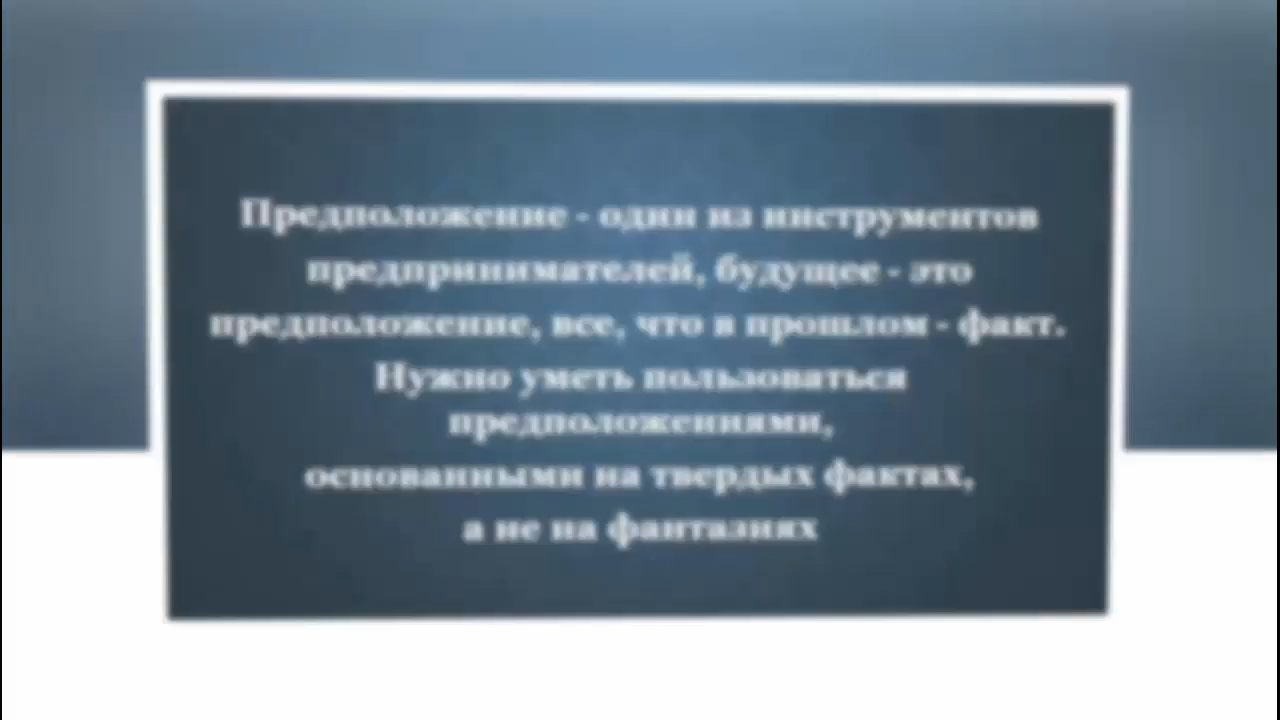 Предположение - один из инструментов
предпринимателей, будущее - это
предположение, все, что в прошлом - факт.
Нужно уметь пользоваться
предположениями,
основанными на твердых фактах,
а не на фантазиях